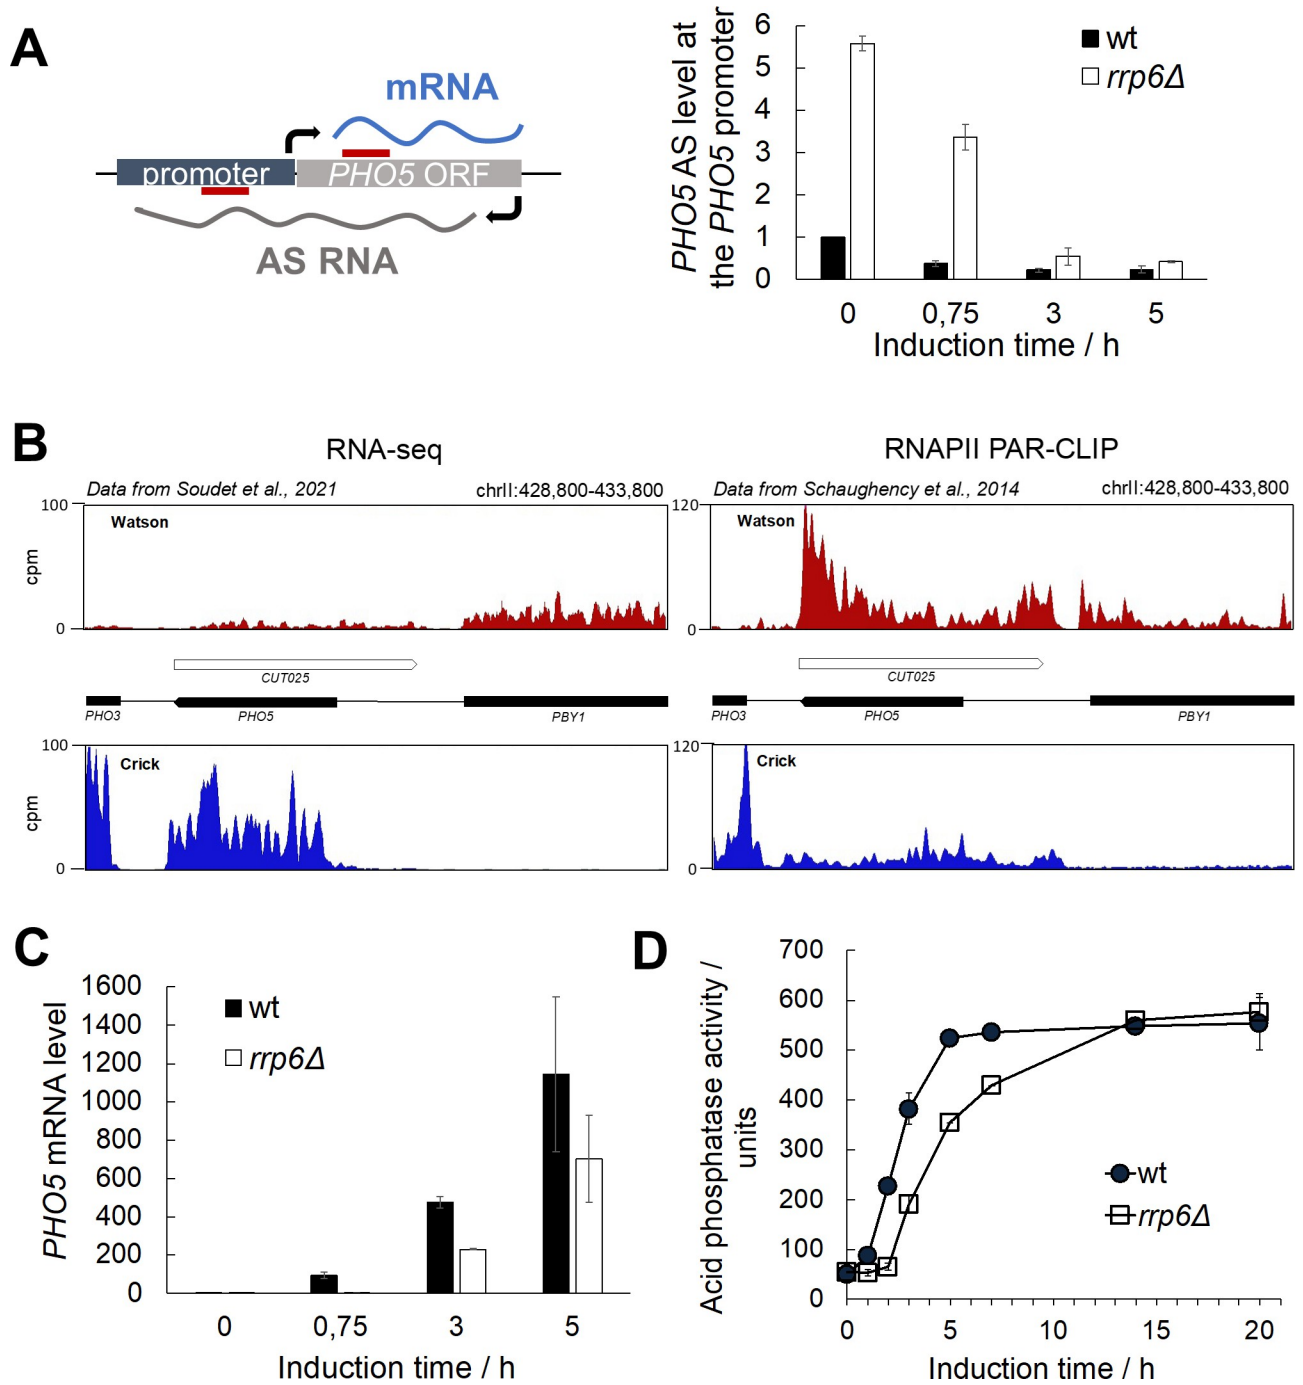 A
mRNA
promoter
PHO5 ORF
AS RNA
PHO5 AS level at
the PHO5 promoter
6
5
4
3
2
1
0
wt
rrp6Δ
0 0,75 3 5
Induction time / h
B
RNA-seq
Data from Soudet et al., 2021
chrII:428,800-433,800
100
Watson
cpm
0
CUT025
PHO3
PHO5
PBY1
100
Crick
cpm
0
RNAPII PAR-CLIP
Data from Schaughency et al., 2014
chrII:428,800-433,800
120
Watson
0
CUT025
PHO3
PHO5
PBY1
120
Crick
0
C
PHO5 mRNA level
1600
1400
1200
1000
800
600
400
200
0
wt
rrp6Δ
0 0,75 3 5
Induction time / h
D
Acid phosphatase activity /
units
700
600
500
400
300
200
100
0
wt
rrp6Δ
0 5 10 15 20
Induction time / h